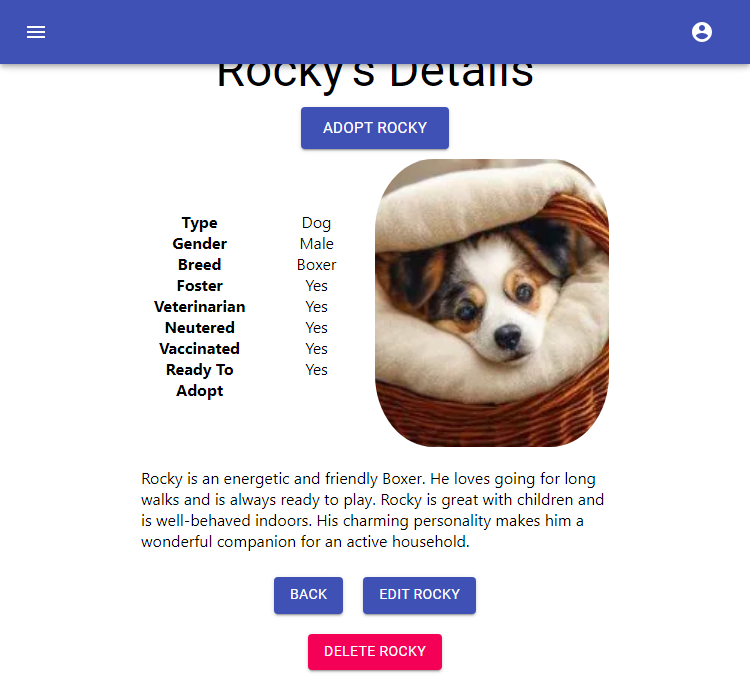 Rocky's Details
ADOPT ROCKY
Type Dog
Gender Male
Breed Boxer
Foster Yes
Veterinarian Yes
Neutered Yes
Vaccinated Yes
Ready To Yes
Adopt
Rocky is an energetic and friendly Boxer. He loves going for long
walks and is always ready to play. Rocky is great with children and
is well-behaved indoors. His charming personality makes him a
wonderful companion for an active household.
BACK EDIT ROCKY
DELETE ROCKY